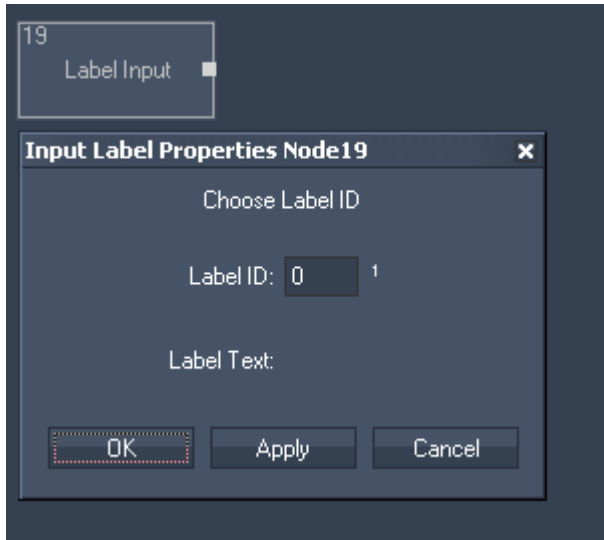 19
Label Input
Input Label Properties Node19
Choose Label ID
Label ID: 0 1
Label Text:
OK Apply Cancel